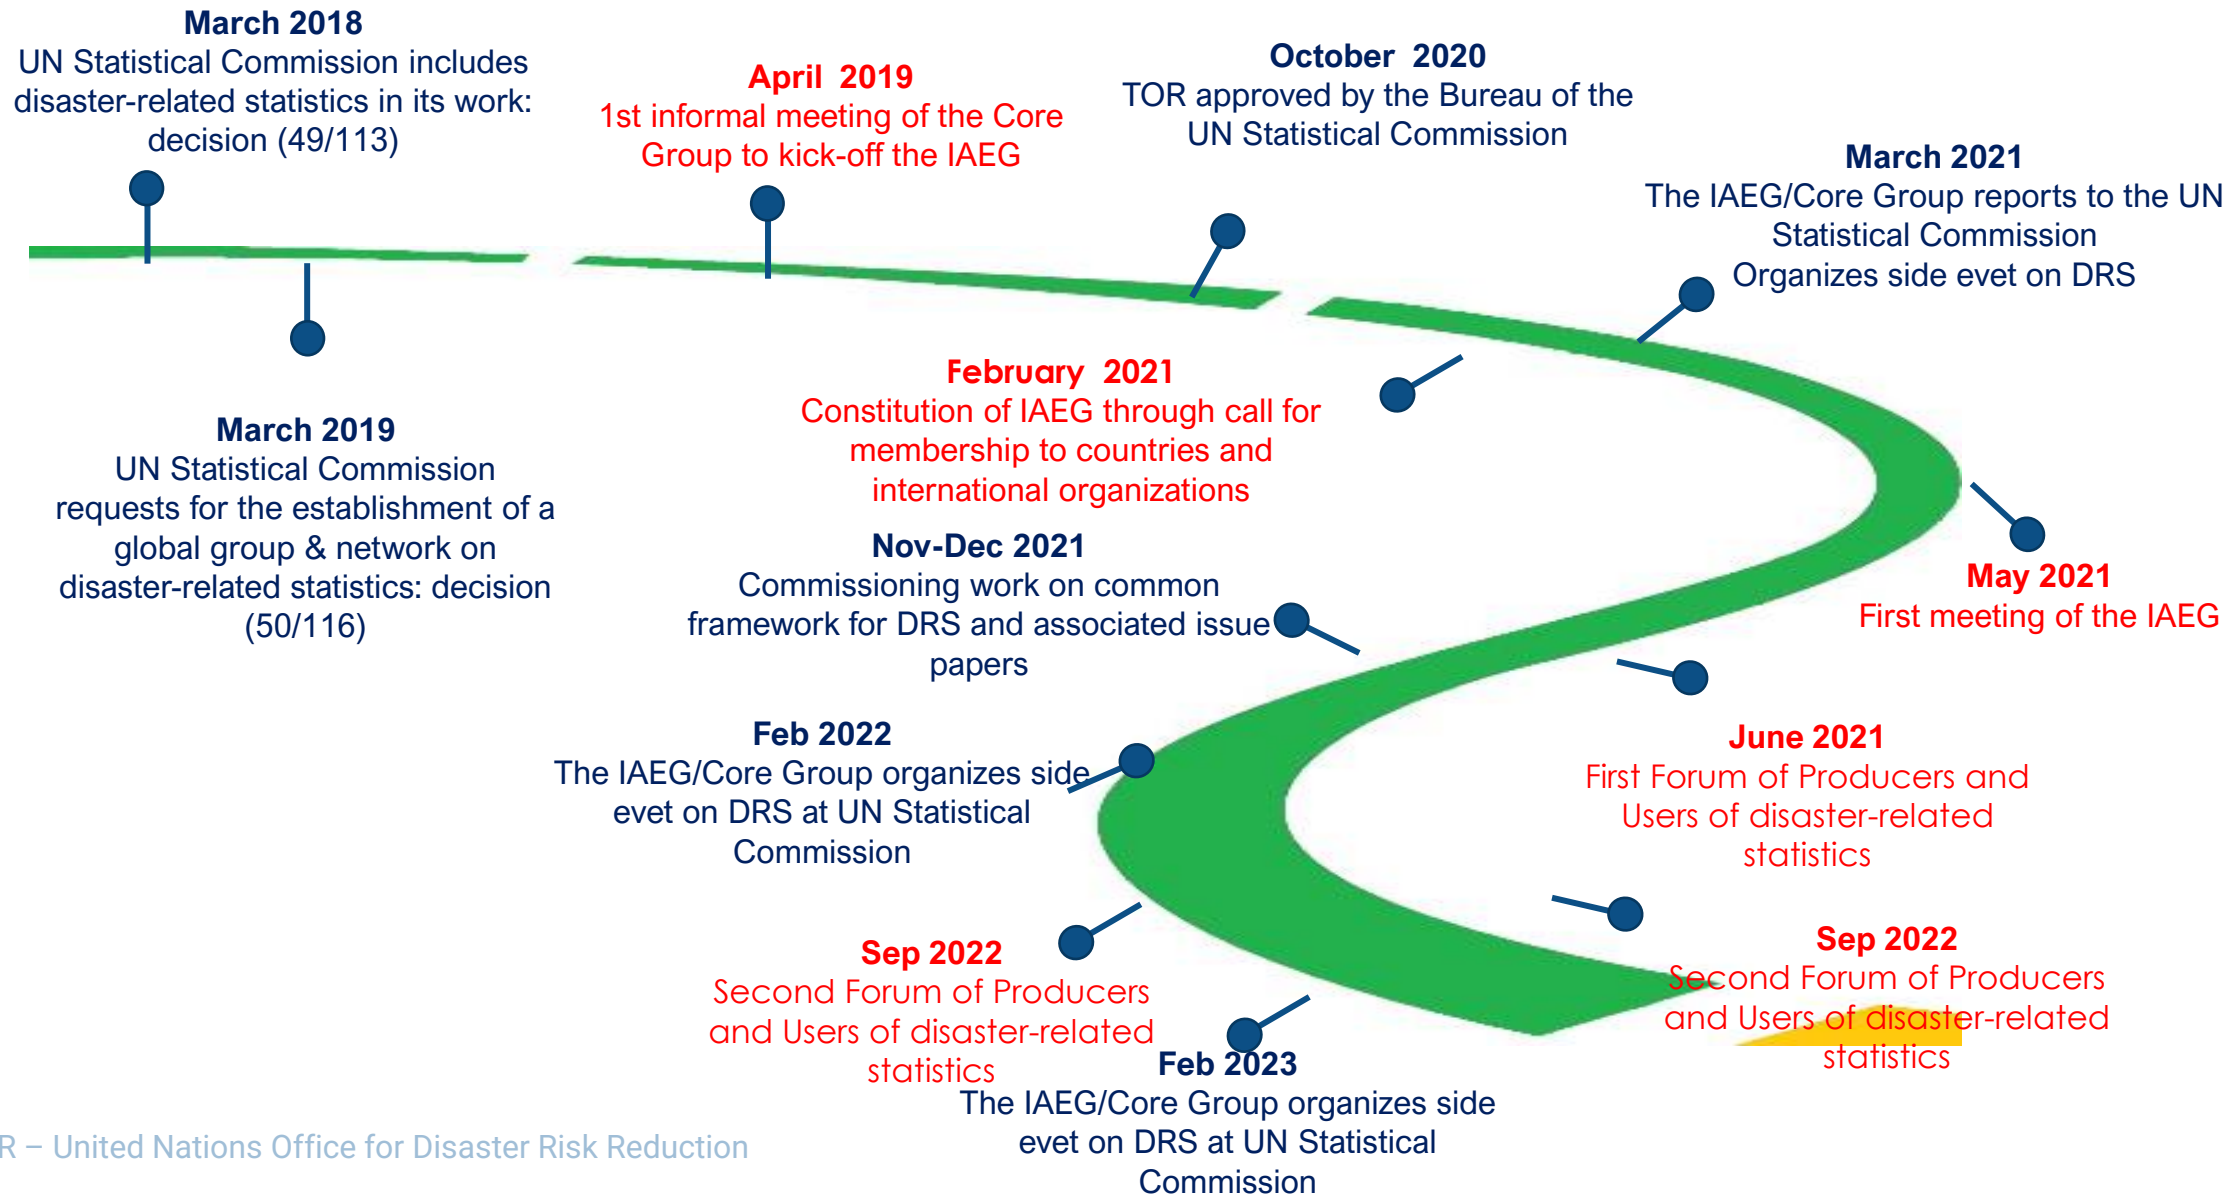 March 2018
UN Statistical Commission includes
disaster-related statistics in its work:
decision (49/113)
March 2019
UN Statistical Commission
requests for the establishment of a
global group & network on
disaster-related statistics: decision
(50/116)
April 2019
1st informal meeting of the Core
Group to kick-off the IAEG
October 2020
TOR approved by the Bureau of the
UN Statistical Commission
February 2021
Constitution of IAEG through call for
membership to countries and
international organizations
March 2021
The IAEG/Core Group reports to the UN
Statistical Commission
Organizes side evet on DRS
May 2021
First meeting of the IAEG
June 2021
First Forum of Producers and
Users of disaster-related
statistics
Nov-Dec 2021
Commissioning work on common
framework for DRS and associated issue
papers
Feb 2022
The IAEG/Core Group organizes side
evet on DRS at UN Statistical
Commission
Sep 2022
Second Forum of Producers
and Users of disaster-related
statistics
Sep 2022
Second Forum of Producers
and Users of disaster-related
statistics
Feb 2023
The IAEG/Core Group organizes side
evet on DRS at UN Statistical
Commission
R – United Nations Office for Disaster Risk Reduction